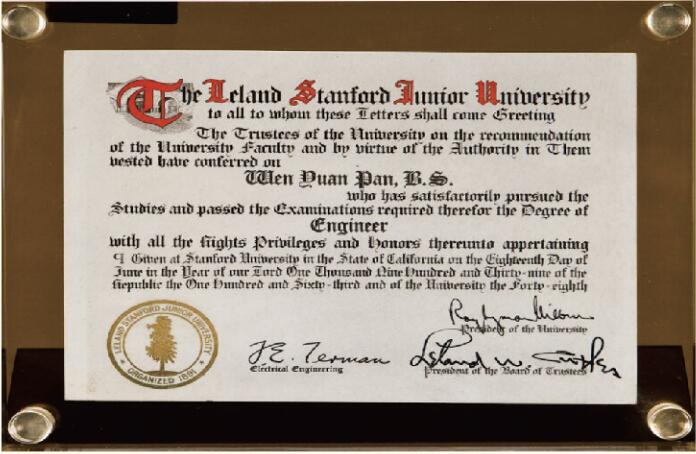 The Leland Stanford Junior University
to all to whom these Letters shall come Greeting
The Trustees of the University on the recommendation
of the University Faculty and by virtue of the Authority in Them
vested have conferred on
Wen Yuan Pan, B.S.
who has satisfactorily pursued the
Studies and passed the Examinations required therefor the Degree of
Engineer
with all the Rights Privileges and Honors thereunto appertaining
¶ Given at Stanford University in the State of California on the Eighteenth Day of
June in the Year of our Lord One Thousand Nine Hundred and Thirty-nine of the
Republic the One Hundred and Sixty-third and of the University the Forty-eighth
Ray Lyman Wilbur
President of the University
F.E. Terman
Electrical Engineering
Leland W. Cutler
President of the Board of Trustees
LELAND STANFORD JUNIOR UNIVERSITY
ORGANIZED 1891